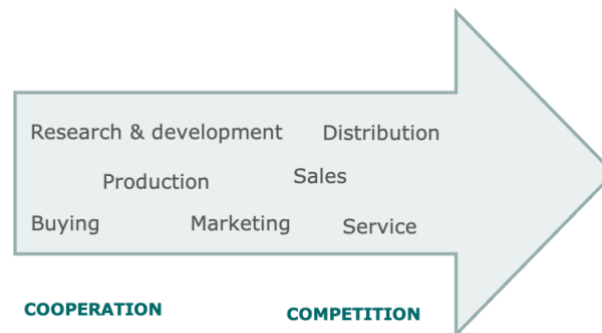 Research & development Distribution
Production Sales
Buying Marketing Service
COOPERATION COMPETITION